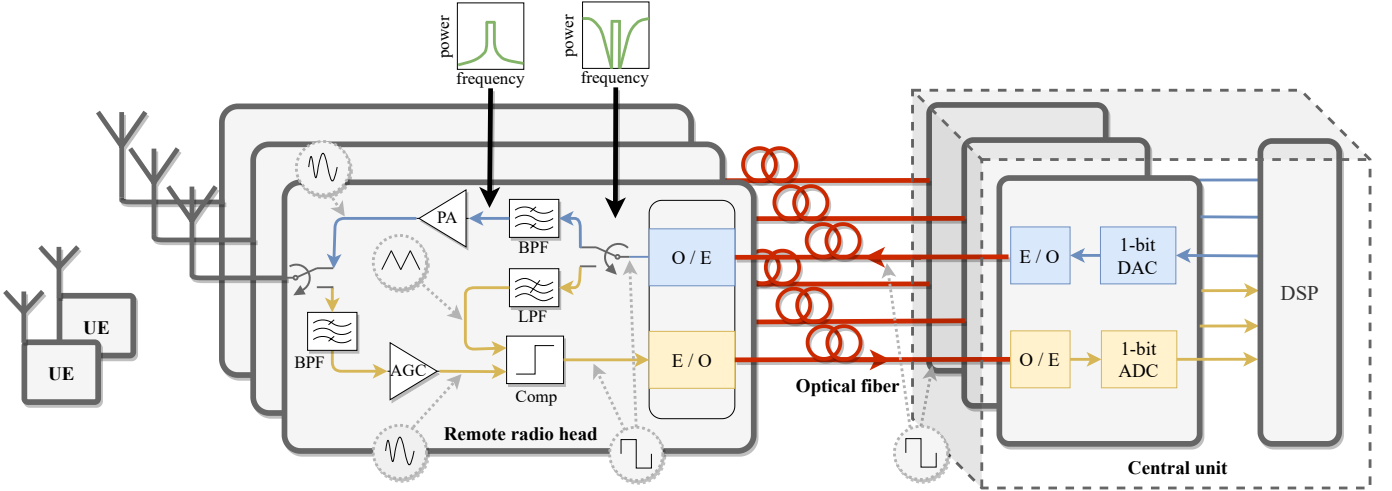 power
frequency
power
frequency
PA
BPF
LPF
BPF
AGC
Comp
O / E
E / O
Remote radio head
UE
UE
Optical fiber
E / O
1-bit
DAC
O / E
1-bit
ADC
DSP
Central unit